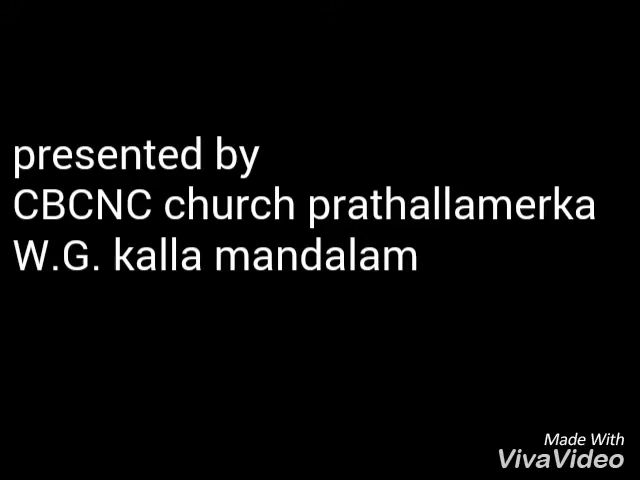 presented by
CBCNC church prathallamerka
W.G. kalla mandalam
Made With
VivaVideo